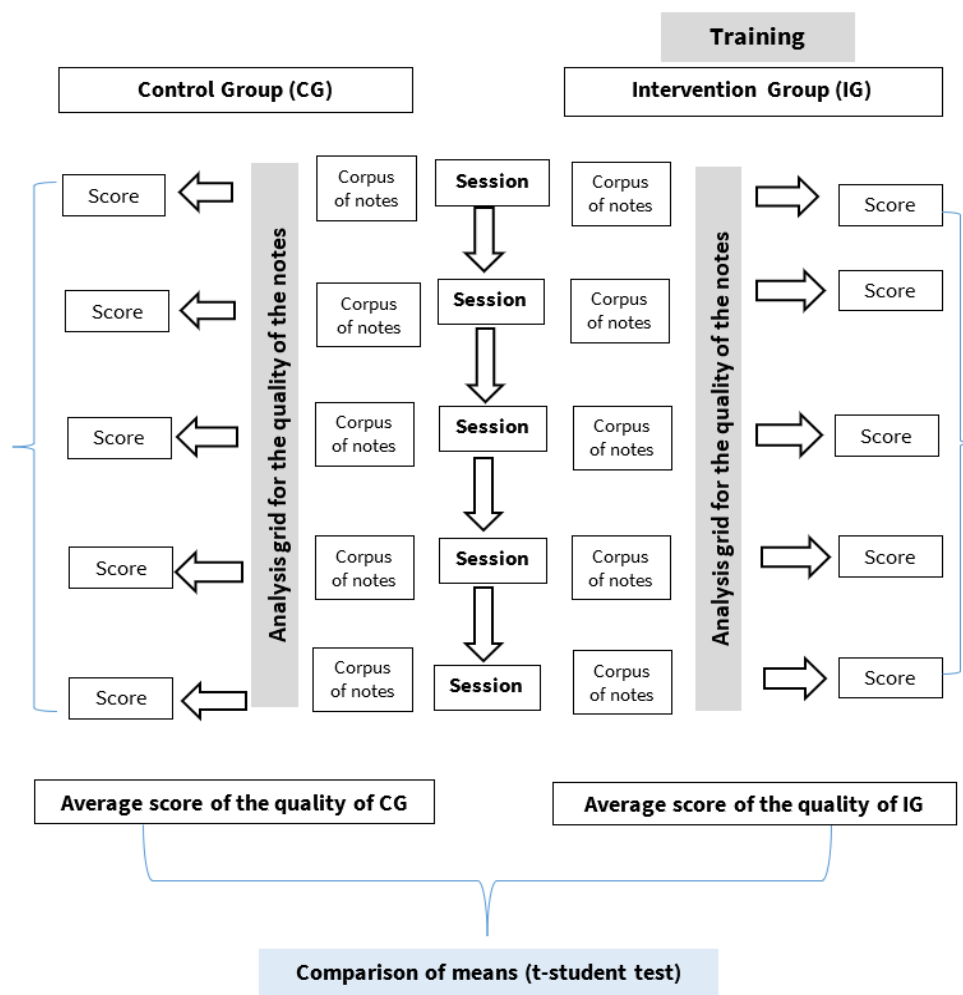 Training
Control Group (CG)
Intervention Group (IG)
Score
Corpus
of notes
Session
Corpus
of notes
Score
Score
Corpus
of notes
Session
Corpus
of notes
Score
Score
Corpus
of notes
Session
Corpus
of notes
Score
Score
Corpus
of notes
Session
Corpus
of notes
Score
Score
Corpus
of notes
Session
Corpus
of notes
Score
Analysis grid for the quality of the notes
Analysis grid for the quality of the notes
Average score of the quality of CG
Average score of the quality of IG
Comparison of means (t-student test)